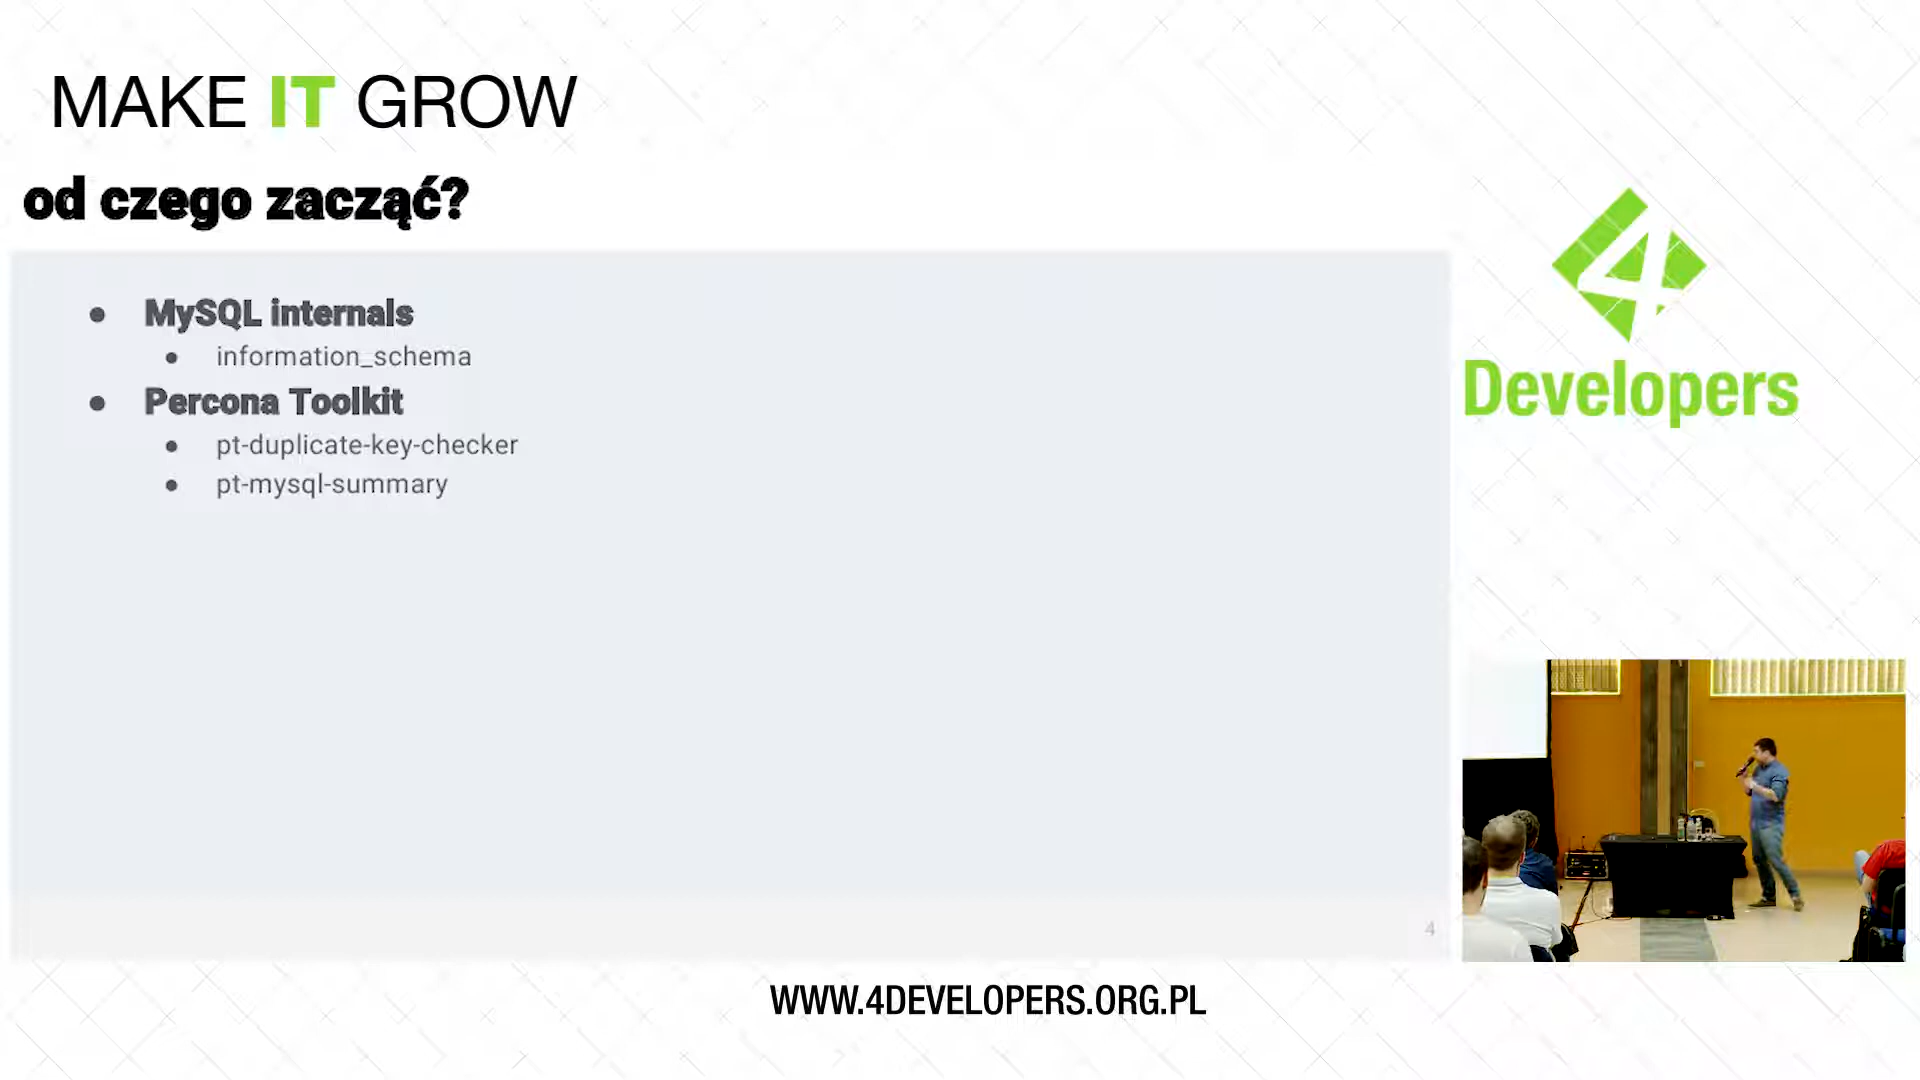 MAKE IT GROW
od czego zacząć?
● MySQL internals
● information_schema
● Percona Toolkit
● pt-duplicate-key-checker
● pt-mysql-summary
4
Developers
4
WWW.4DEVELOPERS.ORG.PL